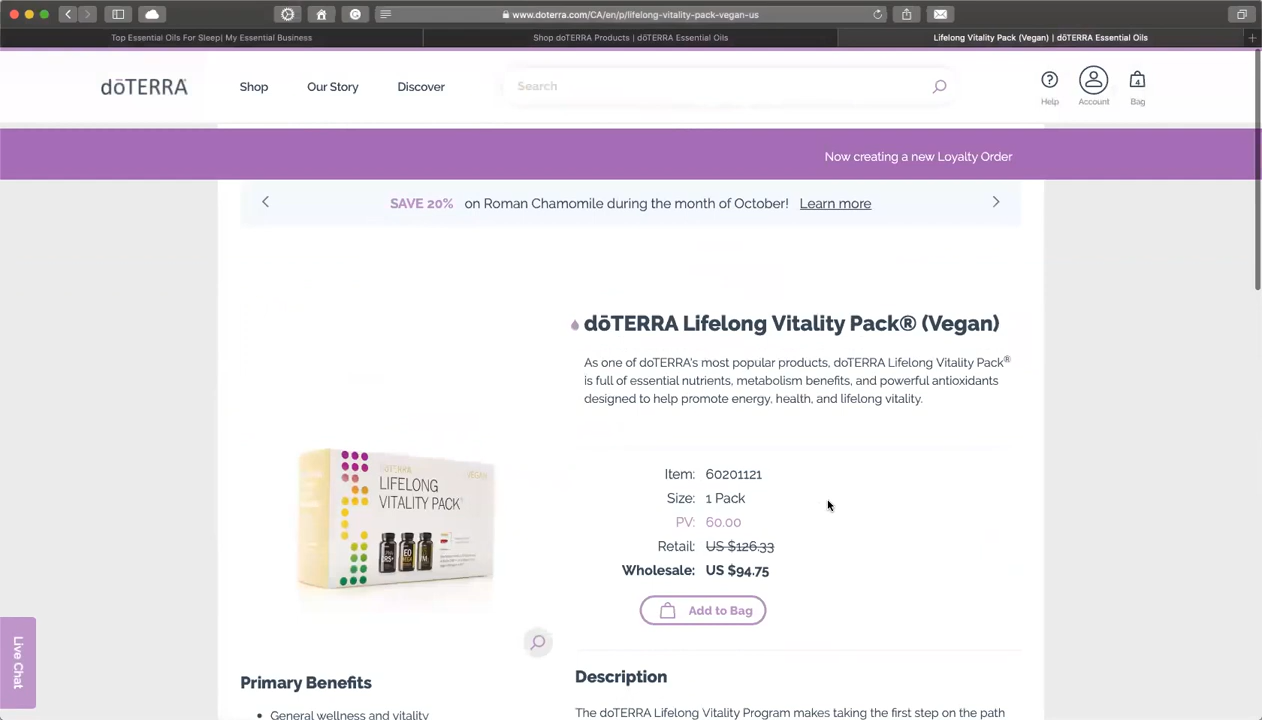 www.doterra.com/CA/en/p/lifelong-vitality-pack-vegan-us
Top Essential Oils For Sleep| My Essential Business
Shop doTERRA Products | dōTERRA Essential Oils
Lifelong Vitality Pack (Vegan) | dōTERRA Essential Oils
dōTERRA
Shop
Our Story
Discover
Search
Help
Account
4
Bag
Now creating a new Loyalty Order
SAVE 20% on Roman Chamomile during the month of October! Learn more
dōTERRA Lifelong Vitality Pack® (Vegan)
As one of doTERRA's most popular products, doTERRA Lifelong Vitality Pack®
is full of essential nutrients, metabolism benefits, and powerful antioxidants
designed to help promote energy, health, and lifelong vitality.
VEGAN
LIFELONG
VITALITY PACK
Item: 60201121
Size: 1 Pack
PV: 60.00
Retail: US $126.33
Wholesale: US $94.75
Add to Bag
Live Chat
Primary Benefits
General wellness and vitality
Description
The doTERRA Lifelong Vitality Program makes taking the first step on the path